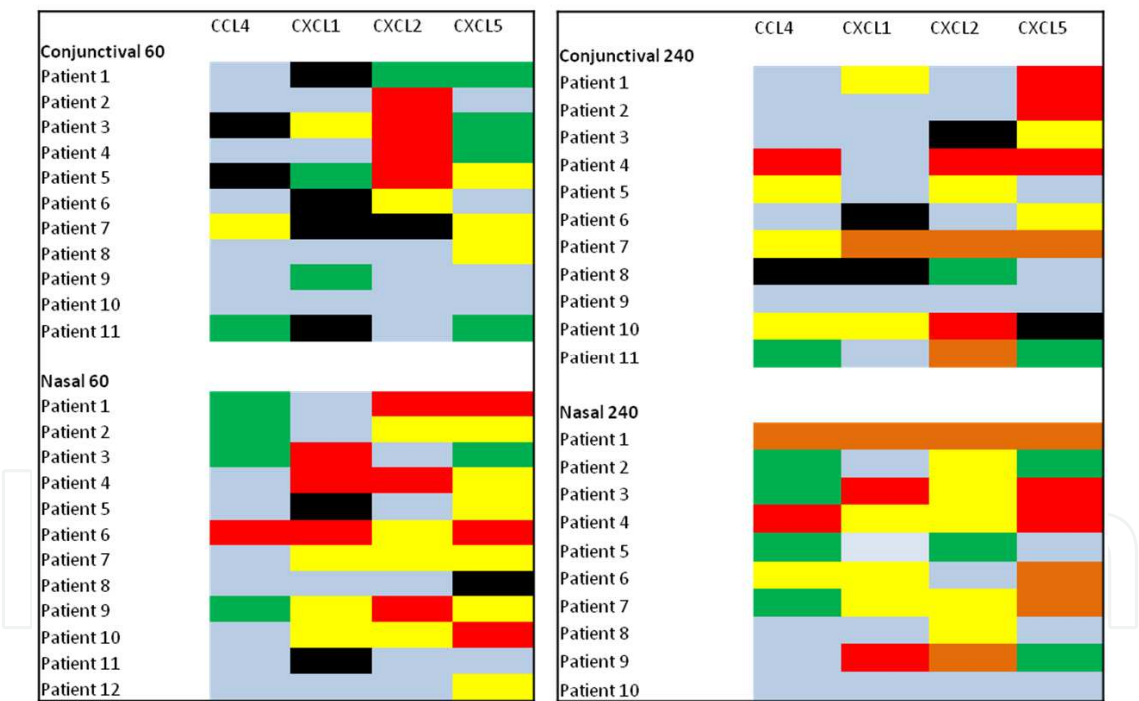 CCL4 CXCL1 CXCL2 CXCL5
Conjunctival 60
Patient 1
Patient 2
Patient 3
Patient 4
Patient 5
Patient 6
Patient 7
Patient 8
Patient 9
Patient 10
Patient 11
Nasal 60
Patient 1
Patient 2
Patient 3
Patient 4
Patient 5
Patient 6
Patient 7
Patient 8
Patient 9
Patient 10
Patient 11
Patient 12
CCL4 CXCL1 CXCL2 CXCL5
Conjunctival 240
Patient 1
Patient 2
Patient 3
Patient 4
Patient 5
Patient 6
Patient 7
Patient 8
Patient 9
Patient 10
Patient 11
Nasal 240
Patient 1
Patient 2
Patient 3
Patient 4
Patient 5
Patient 6
Patient 7
Patient 8
Patient 9
Patient 10